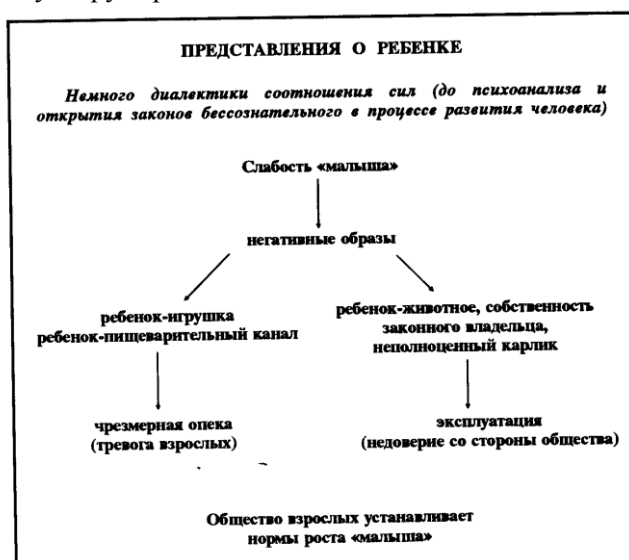 ПРЕДСТАВЛЕНИЯ О РЕБЕНКЕ
Немного диалектики соотношения сил (до психоанализа и
открытия законов бессознательного в процессе развития человека)
Слабость «малыша»
негативные образы
ребенок-игрушка
ребенок-пищеварительный канал
ребенок-животное, собственность
законного владельца,
неполноценный карлик
чрезмерная опека
(тревога взрослых)
эксплуатация
(недоверие со стороны общества)
Общество взрослых устанавливает
нормы роста «малыша»